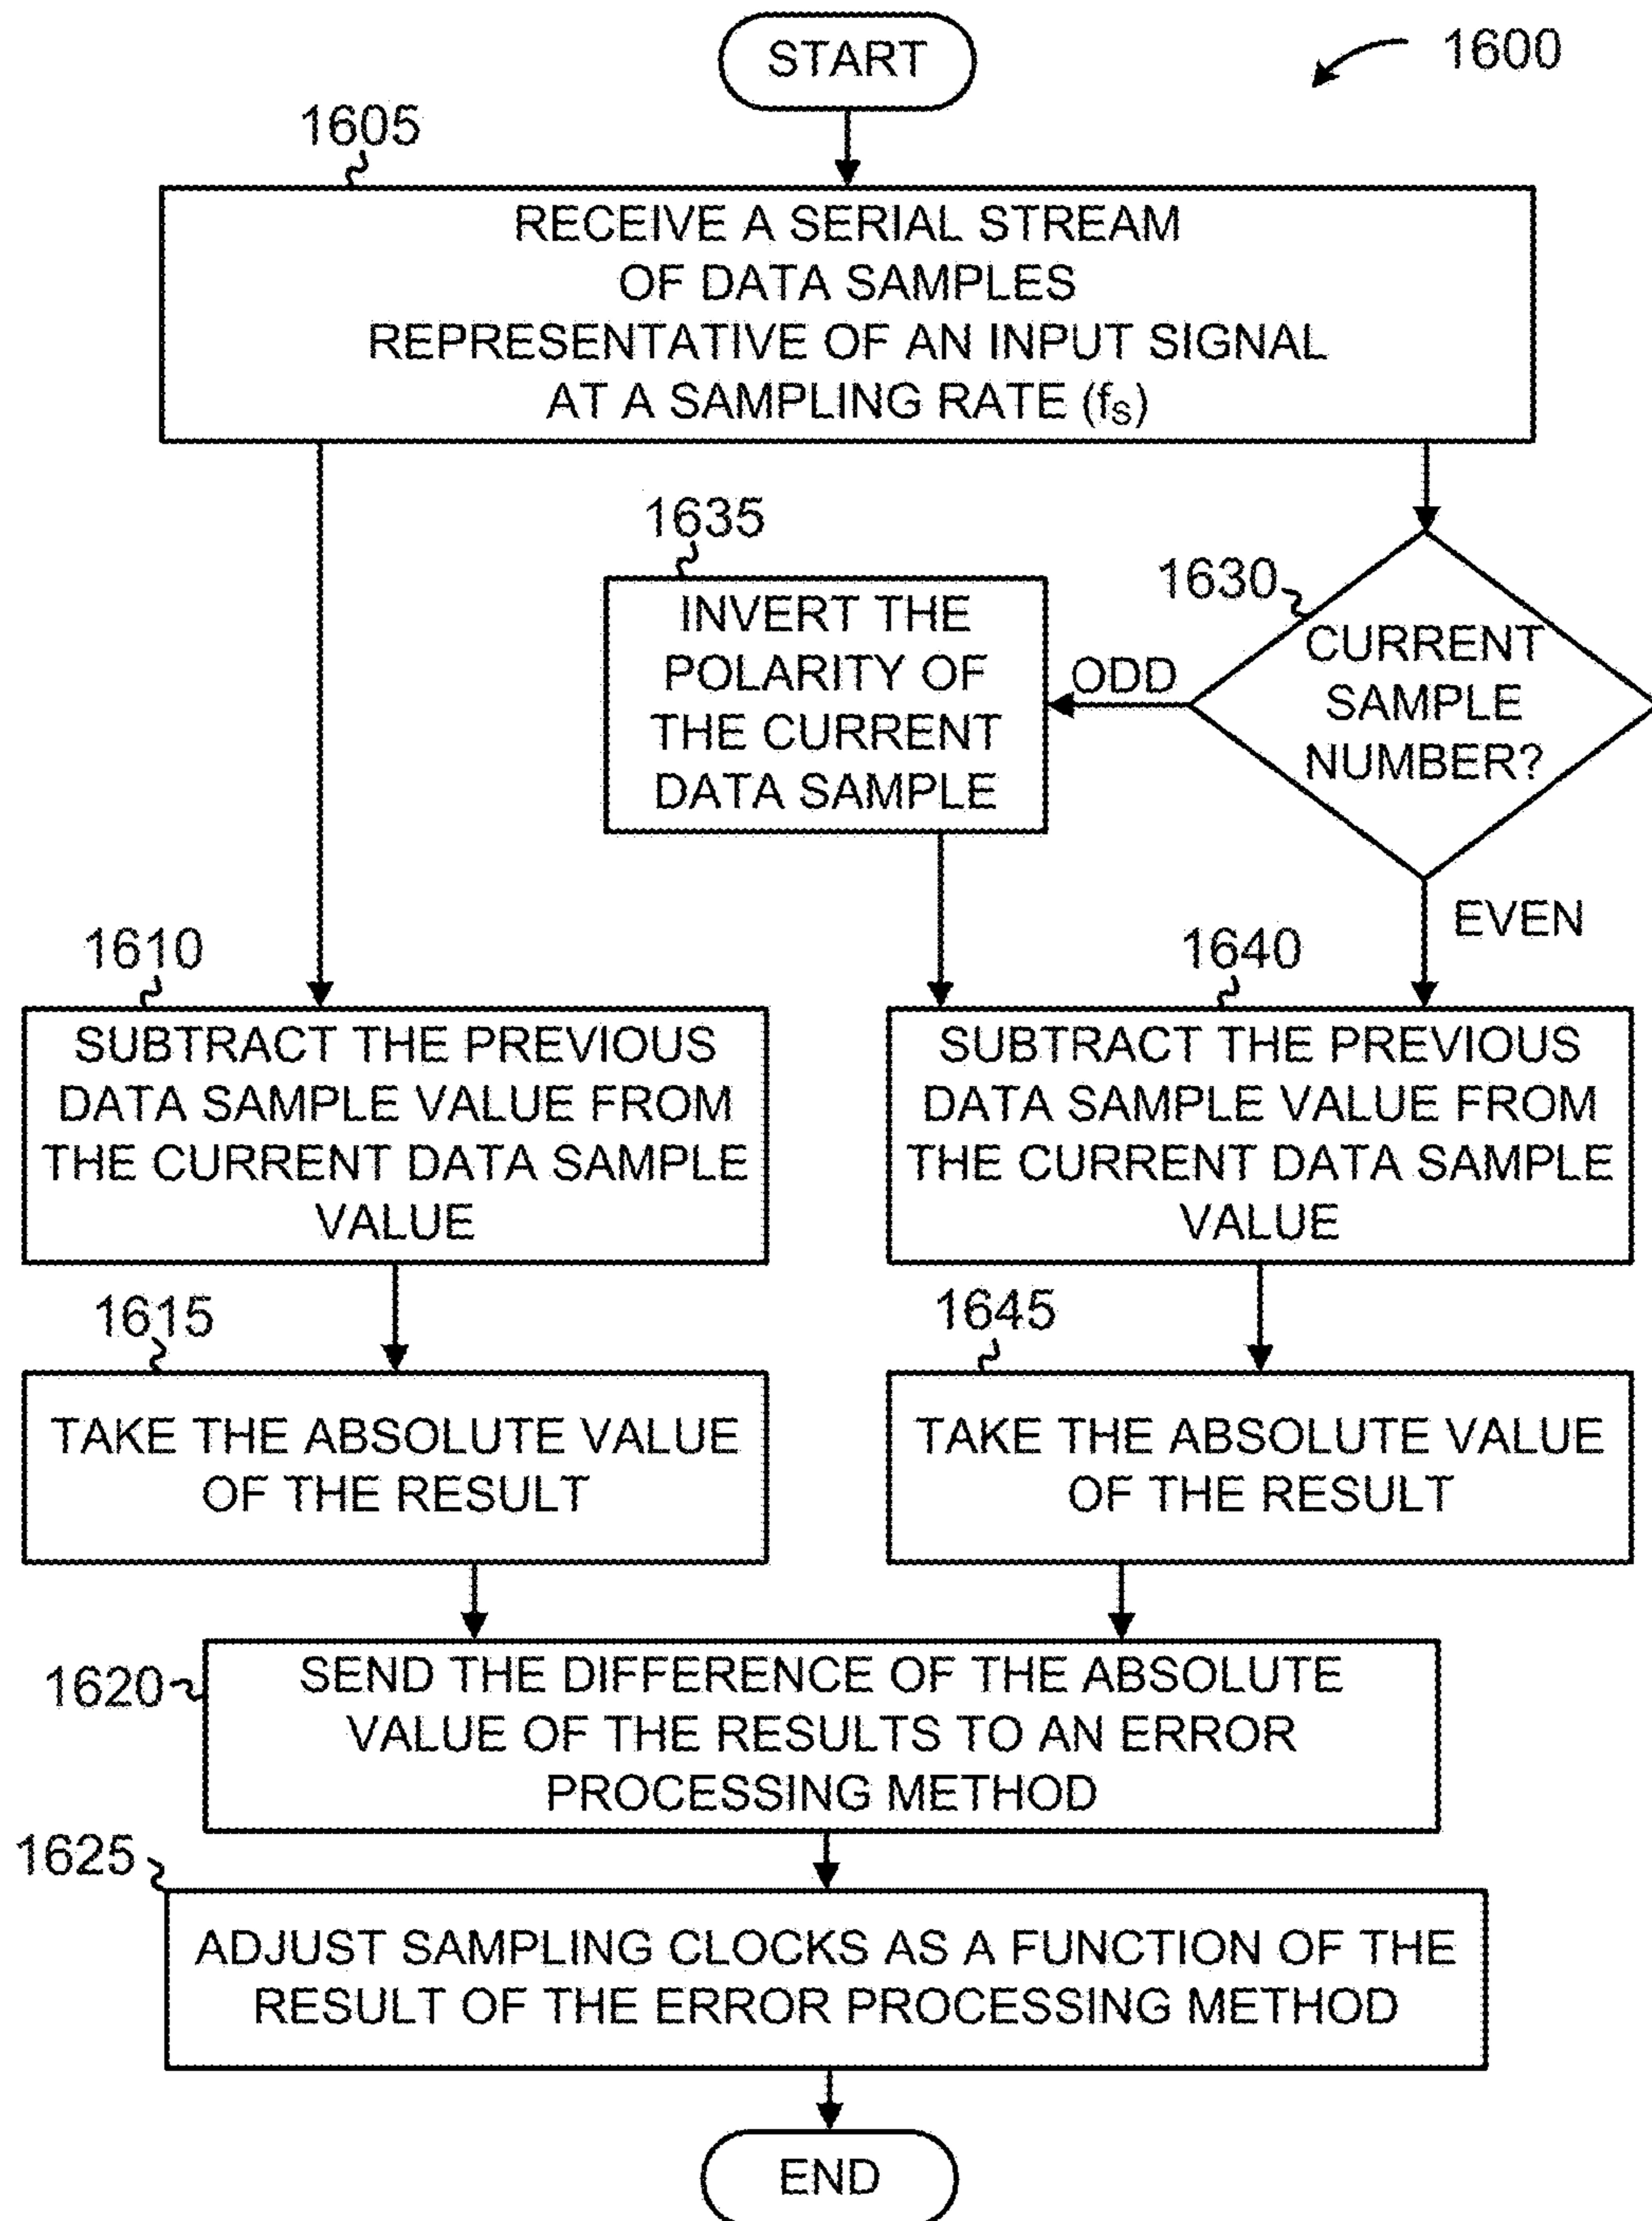 START
1600
1605
RECEIVE A SERIAL STREAM
OF DATA SAMPLES
REPRESENTATIVE OF AN INPUT SIGNAL
AT A SAMPLING RATE (fS)
1635
INVERT THE
POLARITY OF
THE CURRENT
DATA SAMPLE
ODD
1630
CURRENT
SAMPLE
NUMBER?
EVEN
1610
SUBTRACT THE PREVIOUS
DATA SAMPLE VALUE FROM
THE CURRENT DATA SAMPLE
VALUE
1640
SUBTRACT THE PREVIOUS
DATA SAMPLE VALUE FROM
THE CURRENT DATA SAMPLE
VALUE
1615
TAKE THE ABSOLUTE VALUE
OF THE RESULT
1645
TAKE THE ABSOLUTE VALUE
OF THE RESULT
1620
SEND THE DIFFERENCE OF THE ABSOLUTE
VALUE OF THE RESULTS TO AN ERROR
PROCESSING METHOD
1625
ADJUST SAMPLING CLOCKS AS A FUNCTION OF THE
RESULT OF THE ERROR PROCESSING METHOD
END